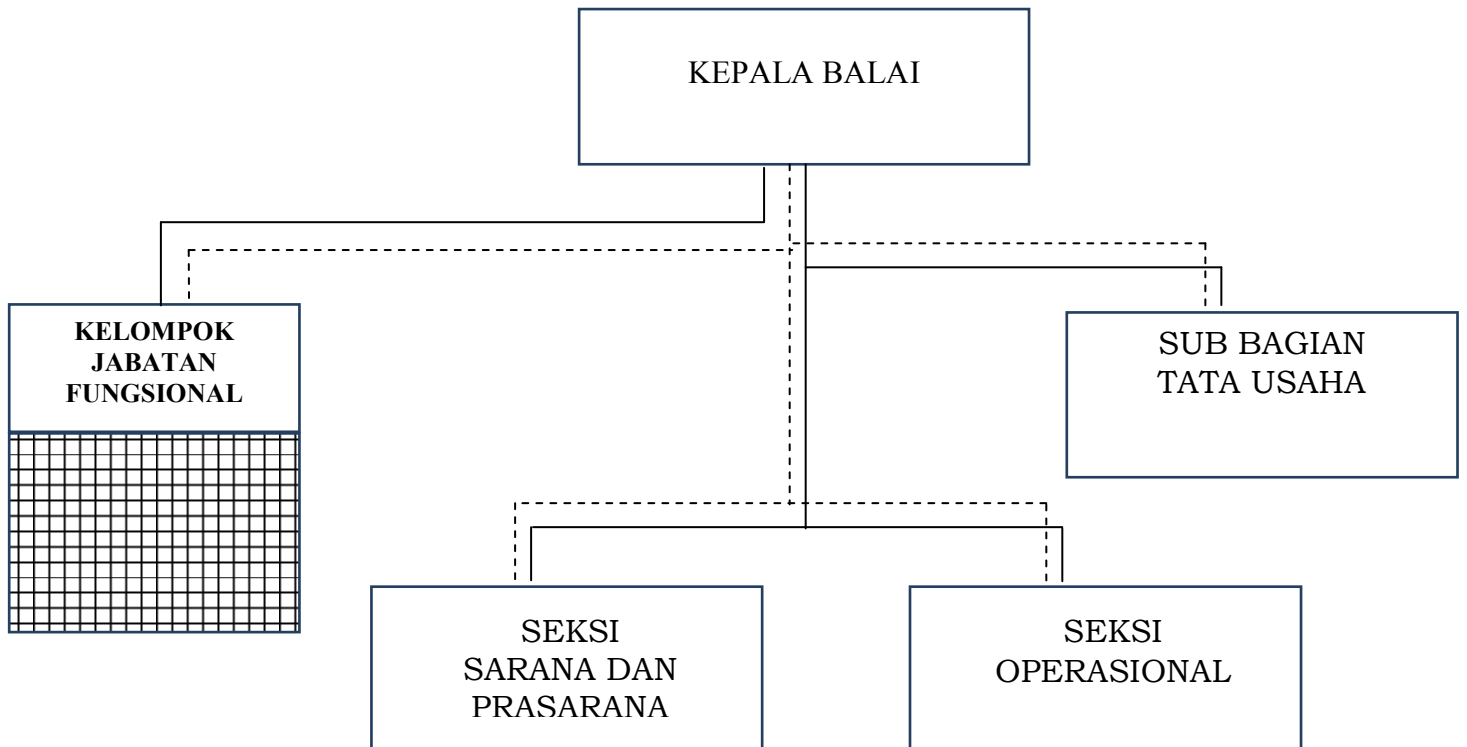 KEPALA BALAI
KELOMPOK
JABATAN
FUNGSIONAL
SUB BAGIAN
TATA USAHA
SEKSI
SARANA DAN
PRASARANA
SEKSI
OPERASIONAL